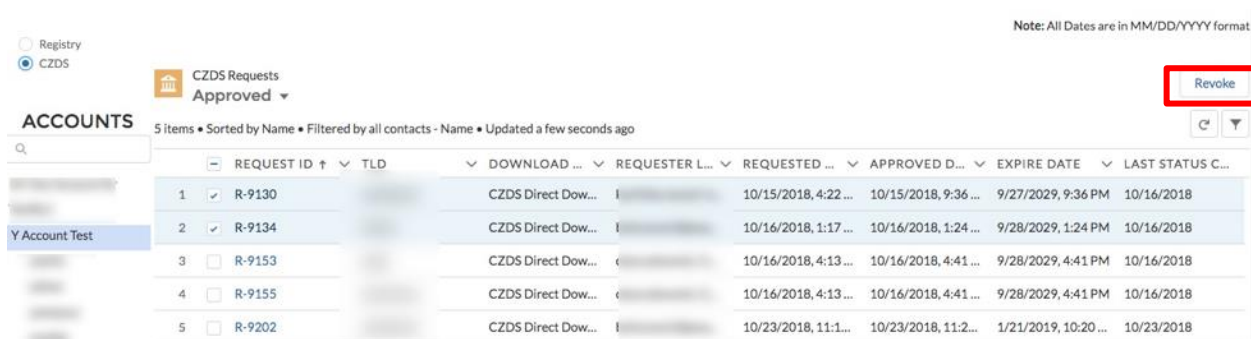 Note: All Dates are in MM/DD/YYYY format
Registry
CZDS
CZDS Requests
Approved
Revoke
ACCOUNTS
5 items • Sorted by Name • Filtered by all contacts - Name • Updated a few seconds ago
REQUEST ID ↑ TLD DOWNLOAD ... REQUESTER L... REQUESTED ... APPROVED D... EXPIRE DATE LAST STATUS C...
1 R-9130 CZDS Direct Dow... 10/15/2018, 4:22 ... 10/15/2018, 9:36 ... 9/27/2029, 9:36 PM 10/16/2018
Y Account Test
2 R-9134 CZDS Direct Dow... 10/16/2018, 1:17 ... 10/16/2018, 1:24 ... 9/28/2029, 1:24 PM 10/16/2018
3 R-9153 CZDS Direct Dow... 10/16/2018, 4:13 ... 10/16/2018, 4:41 ... 9/28/2029, 4:41 PM 10/16/2018
4 R-9155 CZDS Direct Dow... 10/16/2018, 4:13 ... 10/16/2018, 4:41 ... 9/28/2029, 4:41 PM 10/16/2018
5 R-9202 CZDS Direct Dow... 10/23/2018, 11:1... 10/23/2018, 11:2... 1/21/2019, 10:20 ... 10/23/2018